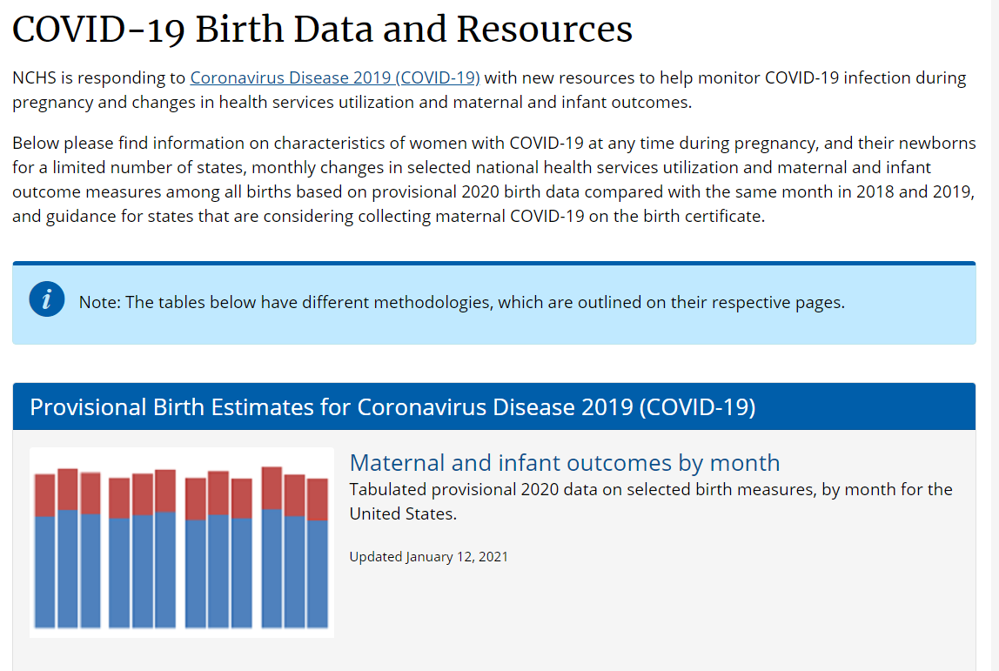 COVID-19 Birth Data and Resources
NCHS is responding to Coronavirus Disease 2019 (COVID-19) with new resources to help monitor COVID-19 infection during
pregnancy and changes in health services utilization and maternal and infant outcomes.
Below please find information on characteristics of women with COVID-19 at any time during pregnancy, and their newborns
for a limited number of states, monthly changes in selected national health services utilization and maternal and infant
outcome measures among all births based on provisional 2020 birth data compared with the same month in 2018 and 2019,
and guidance for states that are considering collecting maternal COVID-19 on the birth certificate.
i Note: The tables below have different methodologies, which are outlined on their respective pages.
Provisional Birth Estimates for Coronavirus Disease 2019 (COVID-19)
Maternal and infant outcomes by month
Tabulated provisional 2020 data on selected birth measures, by month for the
United States.
Updated January 12, 2021